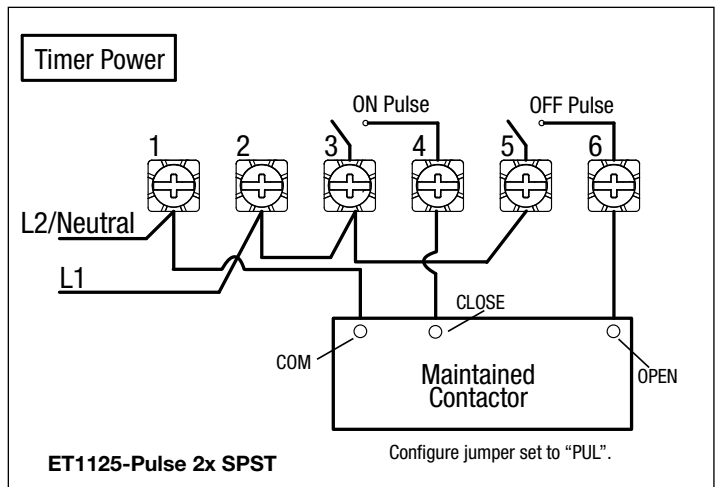 Timer Power
ON Pulse
OFF Pulse
1
2
3
4
5
6
L2/Neutral
L1
CLOSE
COM
OPEN
Maintained
Contactor
ET1125-Pulse 2x SPST
Configure jumper set to “PUL”.